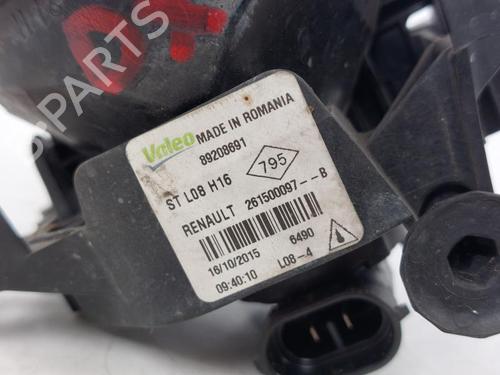 PARTS
Valeo MADE IN ROMANIA
89208691
ST L08 H16
795
RENAULT 261500097--B
16/10/2015 6490
09:40:10 L08-4